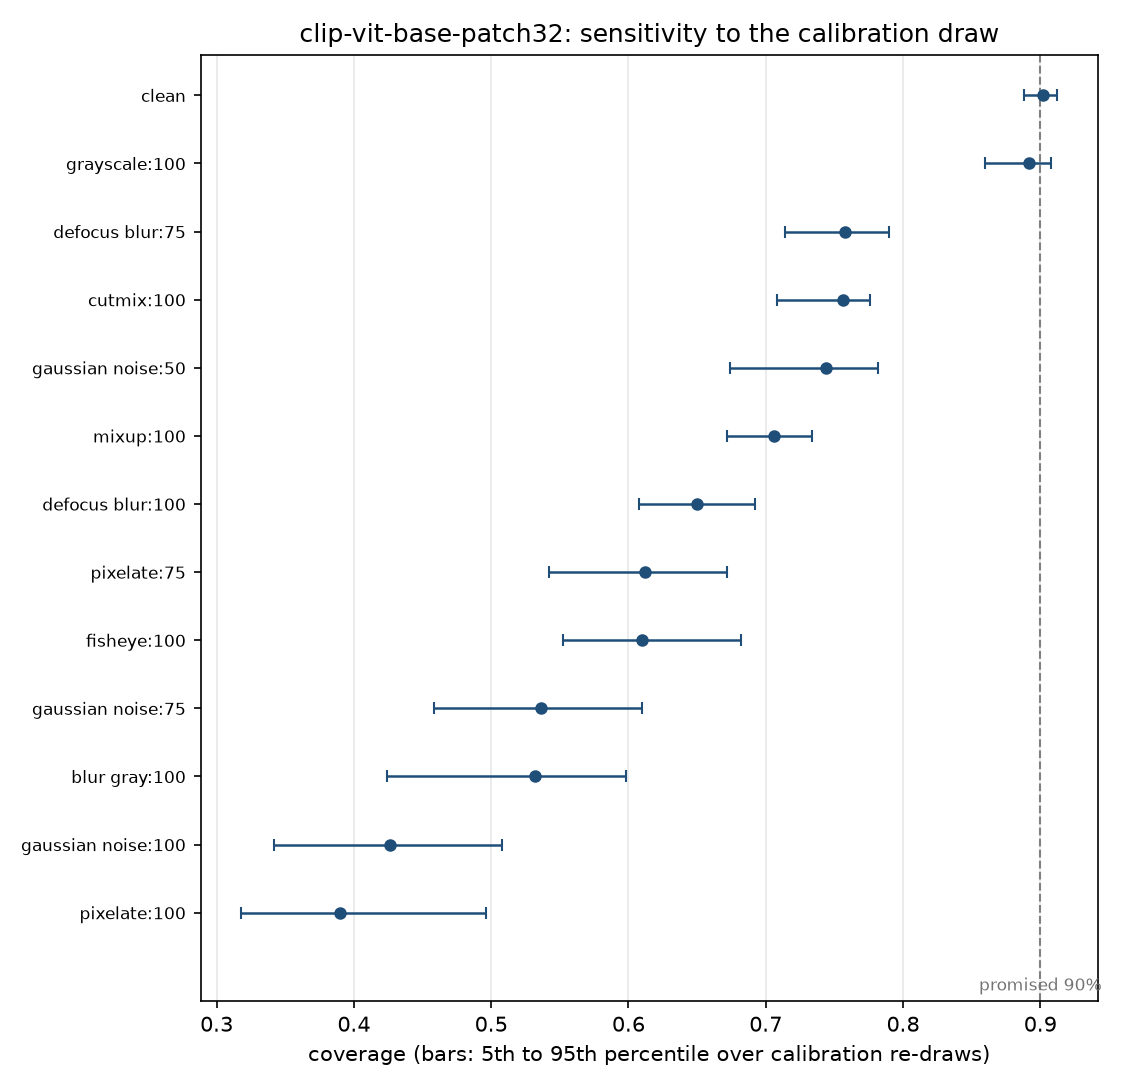 clip-vit-base-patch32: sensitivity to the calibration draw
clean
grayscale:100
defocus blur:75
cutmix:100
gaussian noise:50
mixup:100
defocus blur:100
pixelate:75
fisheye:100
gaussian noise:75
blur gray:100
gaussian noise:100
pixelate:100
promised 90%
0.3 0.4 0.5 0.6 0.7 0.8 0.9
coverage (bars: 5th to 95th percentile over calibration re-draws)